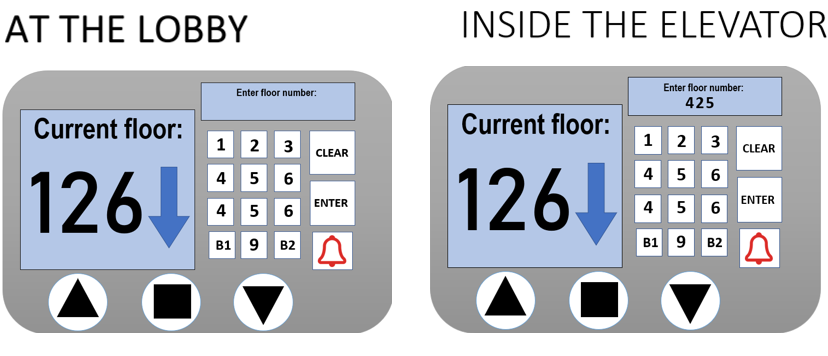 AT THE LOBBY
Enter floor number:
Current floor:
126
1 2 3 CLEAR
4 5 6
4 5 6 ENTER
B1 9 B2
INSIDE THE ELEVATOR
Enter floor number:
425
Current floor:
126
1 2 3 CLEAR
4 5 6
4 5 6 ENTER
B1 9 B2